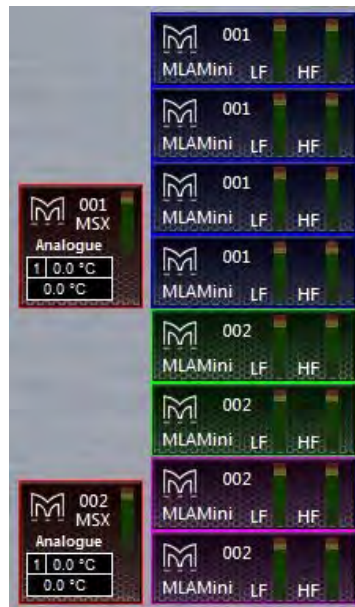 001
MLAMini LF HF
001
MLAMini LF HF
001
MLAMini LF HF
001
MLAMini LF HF
001
MSX
Analogue
1 0.0 °C
0.0 °C
002
MLAMini LF HF
002
MLAMini LF HF
002
MLAMini LF HF
002
MLAMini LF HF
002
MSX
Analogue
1 0.0 °C
0.0 °C